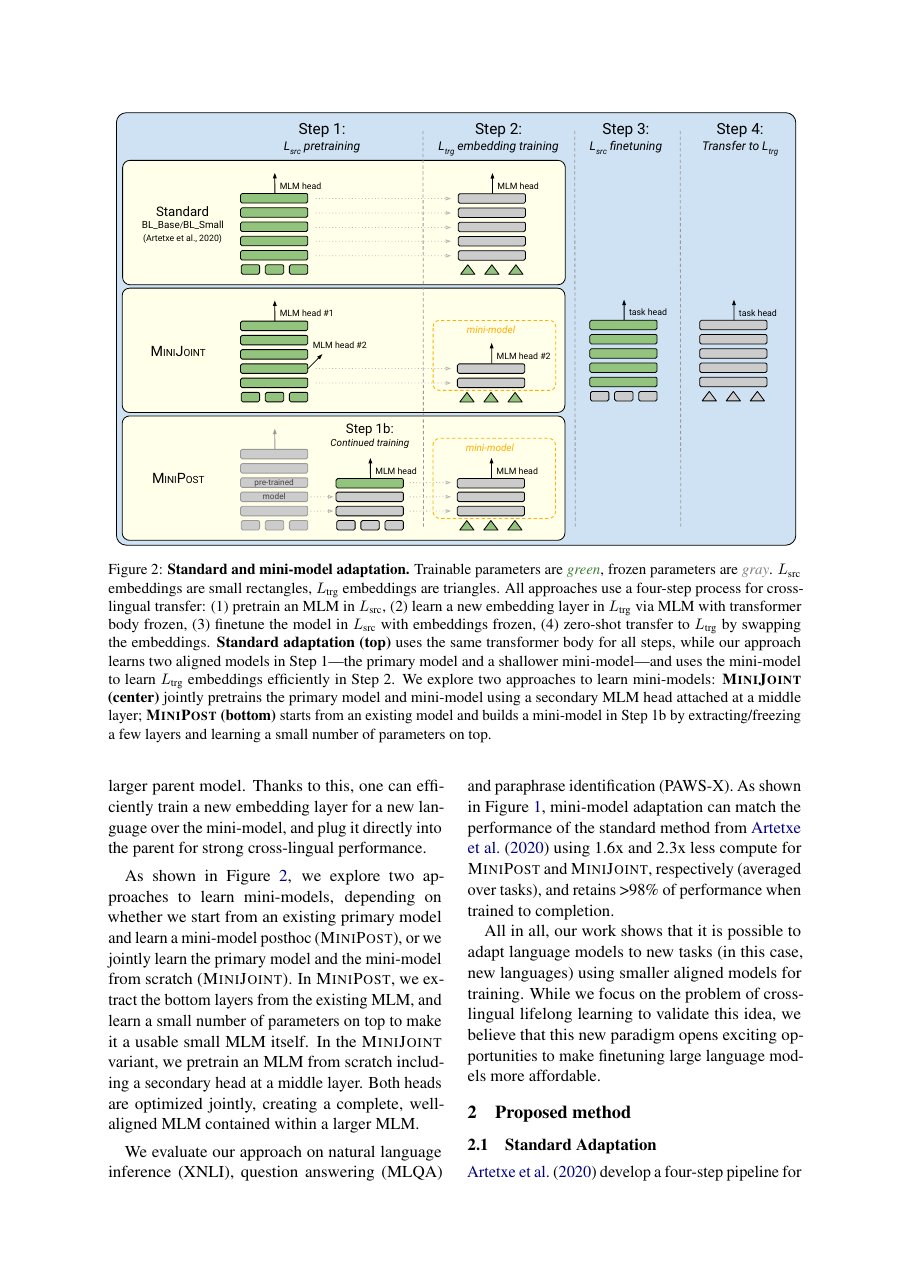 Step 1:
L_src pretraining
Step 2:
L_trg embedding training
Step 3:
L_src finetuning
Step 4:
Transfer to L_trg
Standard
BL_Base/BL_Small
(Artetxe et al., 2020)
MLM head
MLM head
MINIJOINT
MLM head #1
MLM head #2
mini-model
MLM head #2
task head
task head
MINIPOST
pre-trained
model
Step 1b:
Continued training
MLM head
mini-model
MLM head
Figure 2: Standard and mini-model adaptation. Trainable parameters are green, frozen parameters are gray. L_src
embeddings are small rectangles, L_trg embeddings are triangles. All approaches use a four-step process for cross-
lingual transfer: (1) pretrain an MLM in L_src, (2) learn a new embedding layer in L_trg via MLM with transformer
body frozen, (3) finetune the model in L_src with embeddings frozen, (4) zero-shot transfer to L_trg by swapping
the embeddings. Standard adaptation (top) uses the same transformer body for all steps, while our approach
learns two aligned models in Step 1—the primary model and a shallower mini-model—and uses the mini-model
to learn L_trg embeddings efficiently in Step 2. We explore two approaches to learn mini-models: MINIJOINT
(center) jointly pretrains the primary model and mini-model using a secondary MLM head attached at a middle
layer; MINIPOST (bottom) starts from an existing model and builds a mini-model in Step 1b by extracting/freezing
a few layers and learning a small number of parameters on top.
larger parent model. Thanks to this, one can effi-
ciently train a new embedding layer for a new lan-
guage over the mini-model, and plug it directly into
the parent for strong cross-lingual performance.
As shown in Figure 2, we explore two ap-
proaches to learn mini-models, depending on
whether we start from an existing primary model
and learn a mini-model posthoc (MINIPOST), or we
jointly learn the primary model and the mini-model
from scratch (MINIJOINT). In MINIPOST, we ex-
tract the bottom layers from the existing MLM, and
learn a small number of parameters on top to make
it a usable small MLM itself. In the MINIJOINT
variant, we pretrain an MLM from scratch includ-
ing a secondary head at a middle layer. Both heads
are optimized jointly, creating a complete, well-
aligned MLM contained within a larger MLM.
We evaluate our approach on natural language
inference (XNLI), question answering (MLQA)
and paraphrase identification (PAWS-X). As shown
in Figure 1, mini-model adaptation can match the
performance of the standard method from Artetxe
et al. (2020) using 1.6x and 2.3x less compute for
MINIPOST and MINIJOINT, respectively (averaged
over tasks), and retains >98% of performance when
trained to completion.
All in all, our work shows that it is possible to
adapt language models to new tasks (in this case,
new languages) using smaller aligned models for
training. While we focus on the problem of cross-
lingual lifelong learning to validate this idea, we
believe that this new paradigm opens exciting op-
portunities to make finetuning large language mod-
els more affordable.
2 Proposed method
2.1 Standard Adaptation
Artetxe et al. (2020) develop a four-step pipeline for